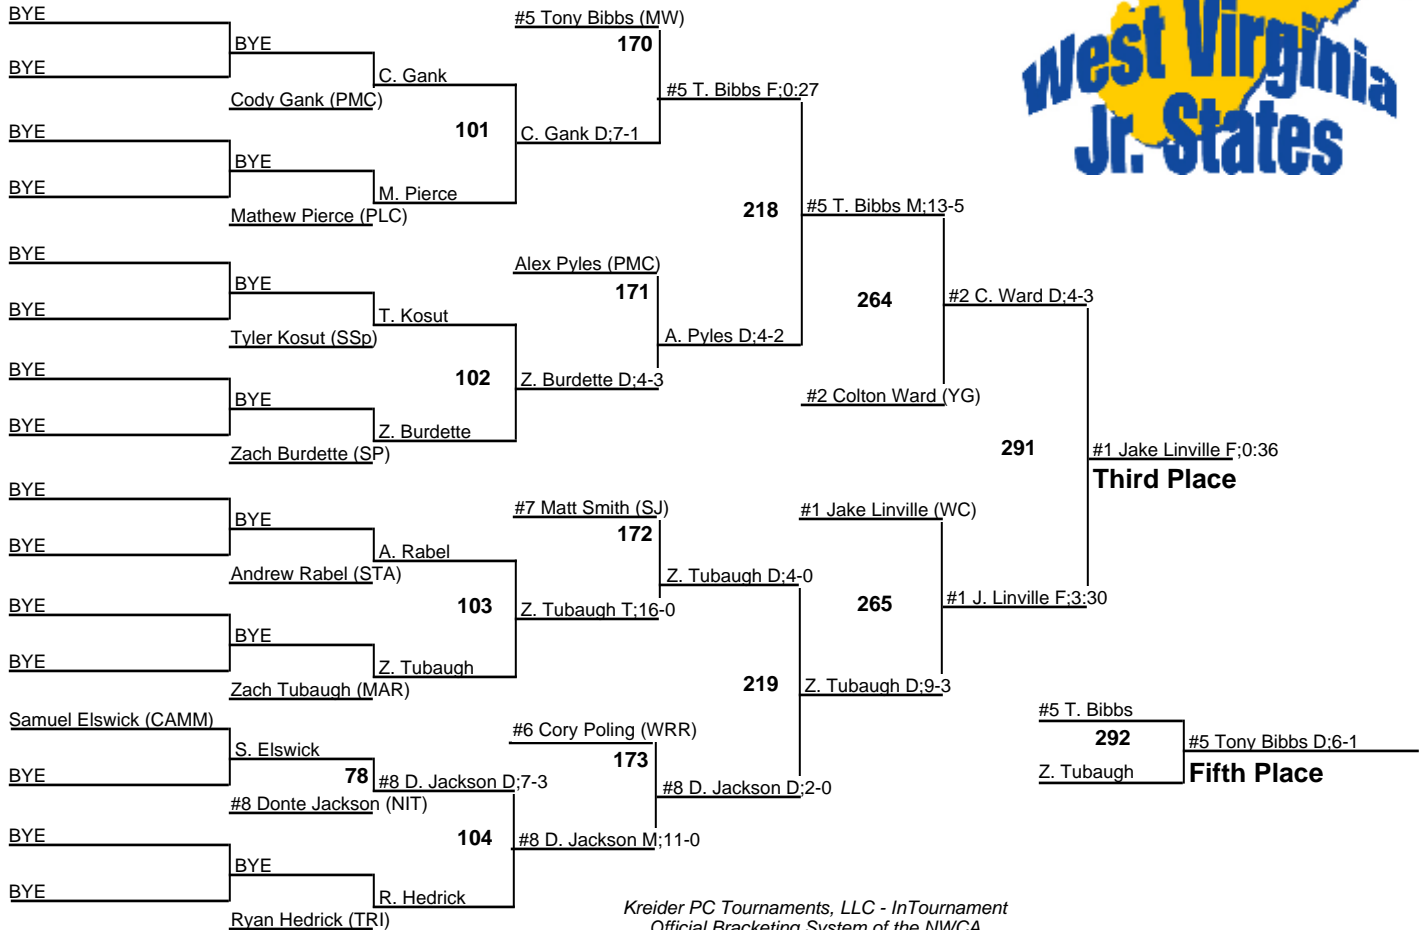 BYE
#5 Tony Bibbs (MW)
West Virginia
Jr. States
BYE
170
BYE
C. Gank
#5 T. Bibbs F;0:27
Cody Gank (PMC)
BYE
101
C. Gank D;7-1
BYE
BYE
M. Pierce
Mathew Pierce (PLC)
218
#5 T. Bibbs M;13-5
BYE
Alex Pyles (PMC)
BYE
171
264
#2 C. Ward D;4-3
BYE
T. Kosut
Tyler Kosut (SSp)
A. Pyles D;4-2
BYE
102
Z. Burdette D;4-3
BYE
#2 Colton Ward (YG)
BYE
Z. Burdette
Zach Burdette (SP)
291
#1 Jake Linville F;0:36
Third Place
BYE
#7 Matt Smith (SJ)
#1 Jake Linville (WC)
BYE
172
BYE
A. Rabel
Andrew Rabel (STA)
Z. Tubaugh D;4-0
BYE
103
Z. Tubaugh T;16-0
265
#1 J. Linville F;3:30
BYE
BYE
Z. Tubaugh
Zach Tubaugh (MAR)
219
Z. Tubaugh D;9-3
Samuel Elswick (CAMM)
#6 Cory Poling (WRR)
#5 T. Bibbs
S. Elswick
173
292
#5 Tony Bibbs D;6-1
BYE
78
#8 D. Jackson D;7-3
Z. Tubaugh
Fifth Place
#8 Donte Jackson (NIT)
#8 D. Jackson D;2-0
BYE
104
#8 D. Jackson M;11-0
BYE
BYE
R. Hedrick
Ryan Hedrick (TRI)
Kreider PC Tournaments, LLC - InTournament
Official Bracketing System of the NWCA